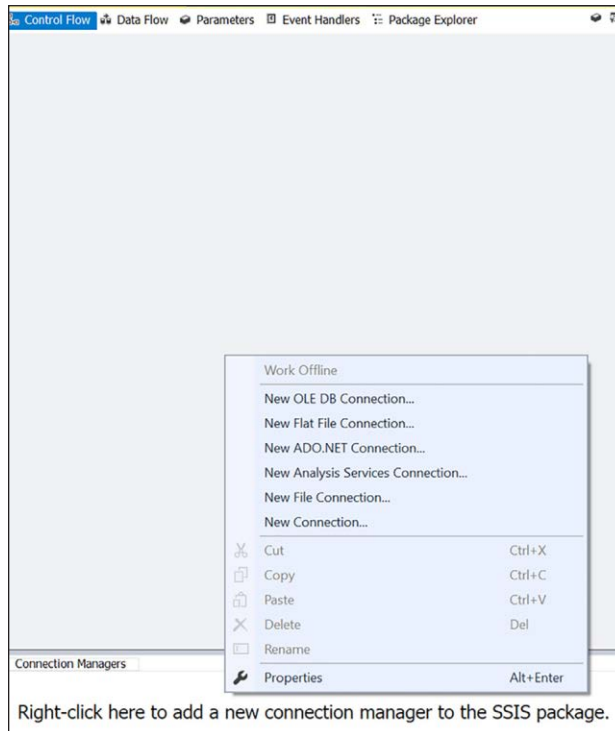 Control Flow Data Flow Parameters Event Handlers Package Explorer
Work Offline
New OLE DB Connection...
New Flat File Connection...
New ADO.NET Connection...
New Analysis Services Connection...
New File Connection...
New Connection...
Cut Ctrl+X
Copy Ctrl+C
Paste Ctrl+V
Delete Del
Rename
Properties Alt+Enter
Connection Managers
Right-click here to add a new connection manager to the SSIS package.